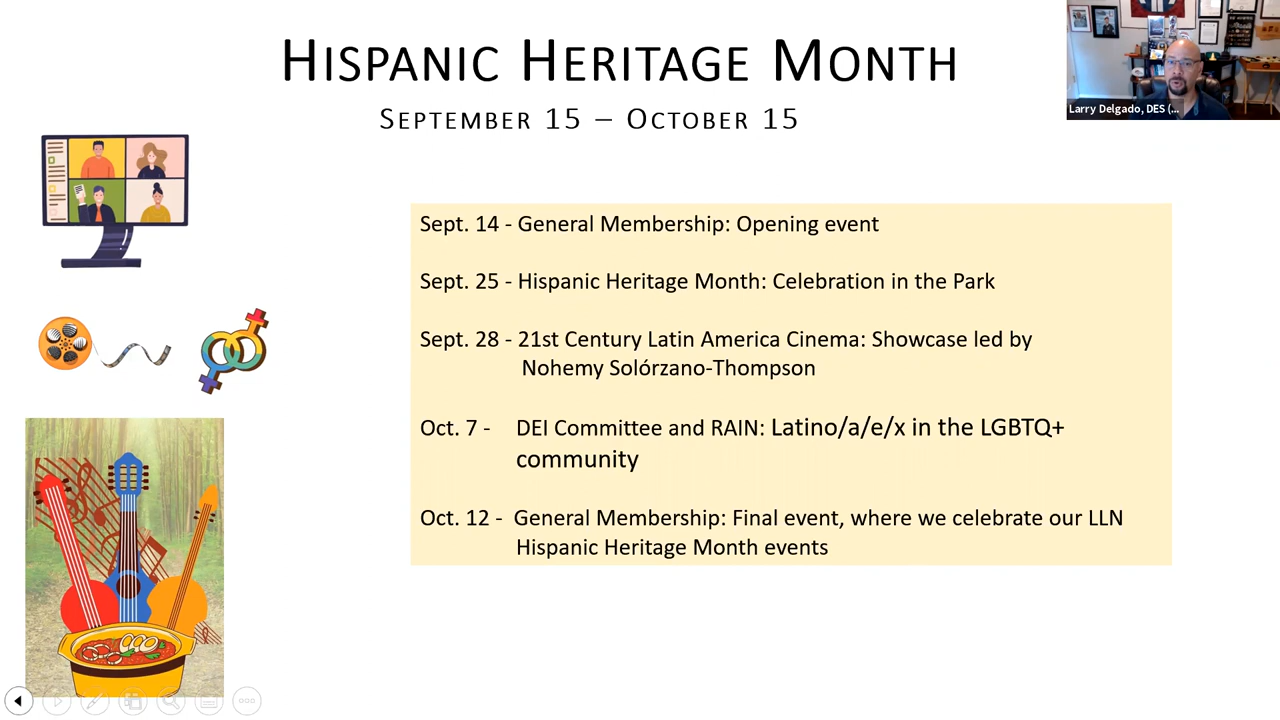 HISPANIC HERITAGE MONTH
SEPTEMBER 15 – OCTOBER 15
Larry Delgado, DES (...
Sept. 14 - General Membership: Opening event
Sept. 25 - Hispanic Heritage Month: Celebration in the Park
Sept. 28 - 21st Century Latin America Cinema: Showcase led by
Nohemy Solórzano-Thompson
Oct. 7 - DEI Committee and RAIN: Latino/a/e/x in the LGBTQ+
community
Oct. 12 - General Membership: Final event, where we celebrate our LLN
Hispanic Heritage Month events